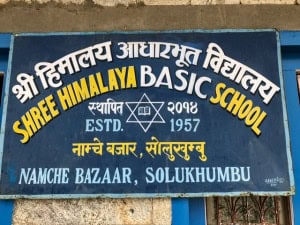 श्री हिमालय आधारभूत विद्यालय
SHREE HIMALAYA BASIC SCHOOL
स्थापित २०१४
ESTD. 1957
नाम्चे बजार, सोलुखुम्बु
NAMCHE BAZAAR, SOLUKHUMBU